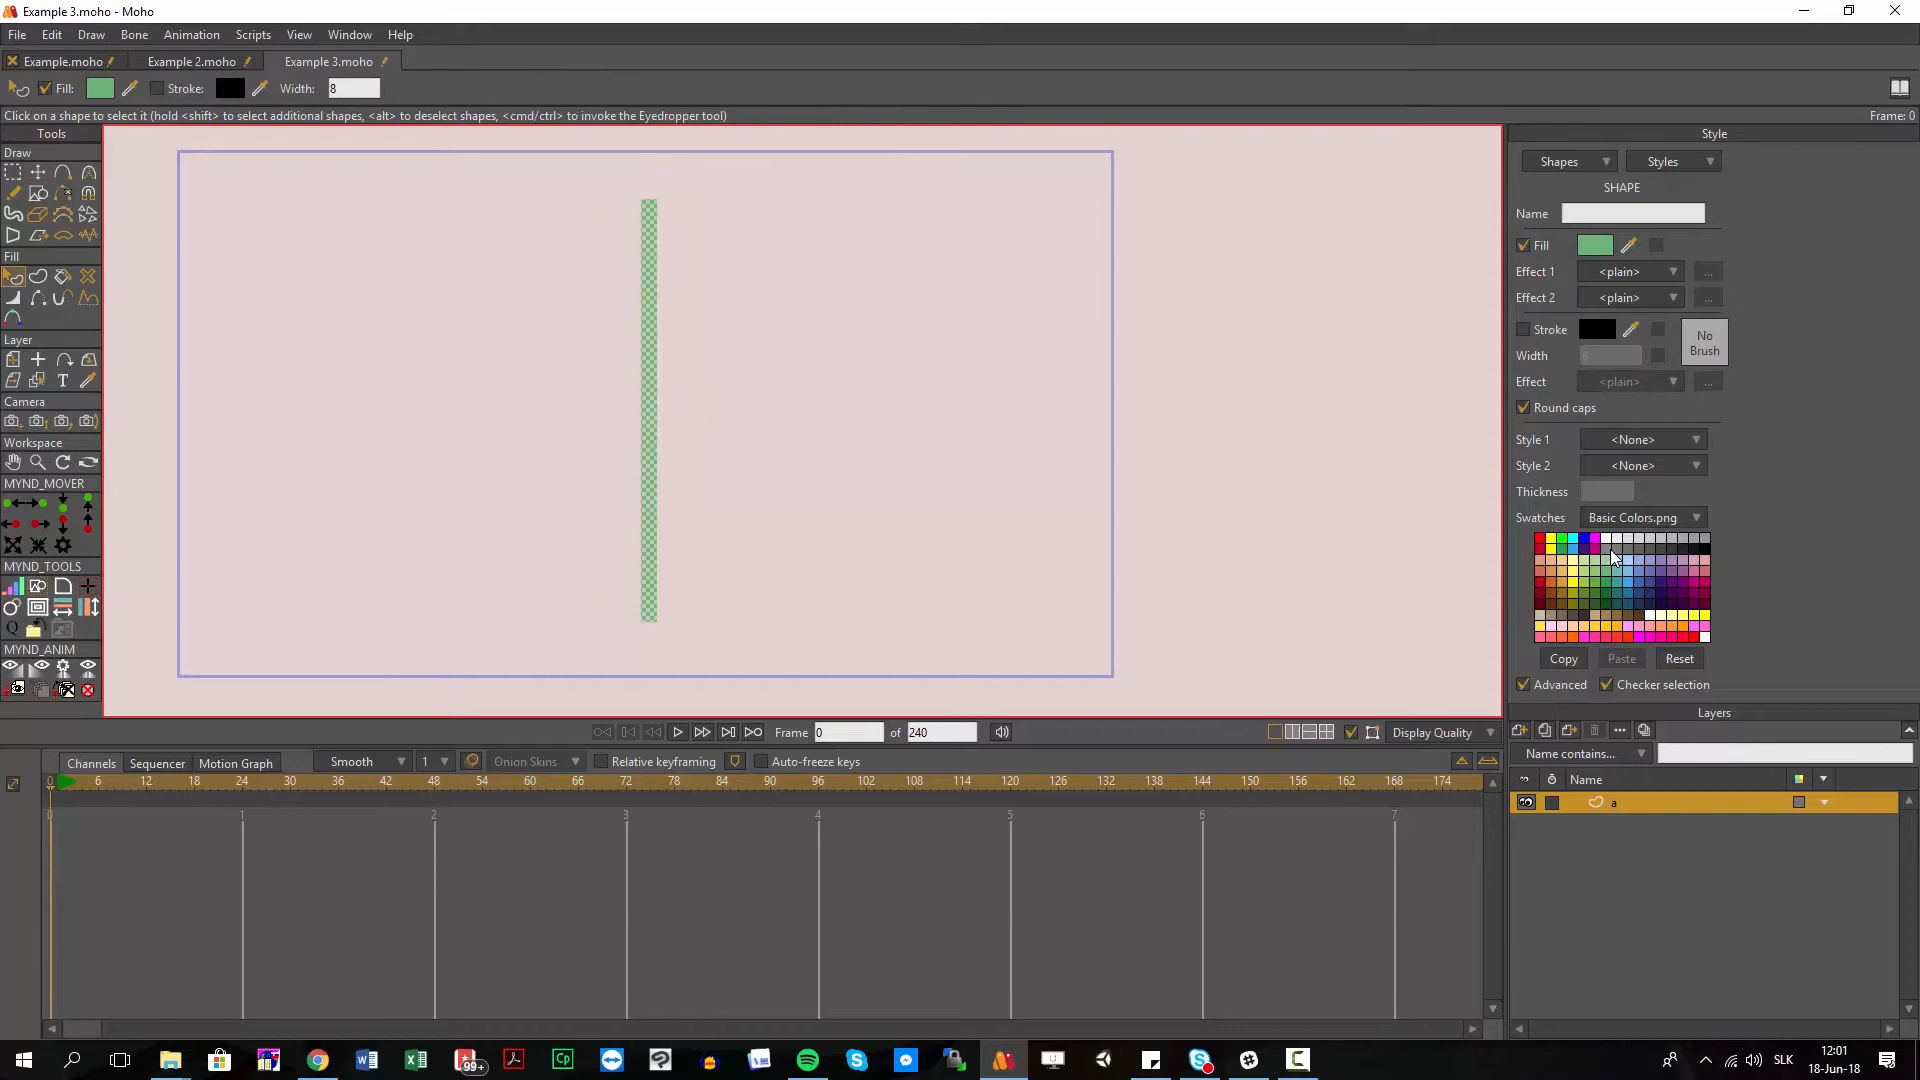 Example 3.moho - Moho
File Edit Draw Bone Animation Scripts View Window Help
Example.moho Example 2.moho Example 3.moho
Fill: Stroke: Width: 8
Click on a shape to select it (hold <shift> to select additional shapes, <alt> to deselect shapes, <cmd/ctrl> to invoke the Eyedropper tool) Frame: 0
Tools
Draw
Fill
Layer
T
Camera
Workspace
MYND_MOVER
MYND_TOOLS
Q
MYND_ANIM
Style
Shapes Styles
SHAPE
Name
Fill
Effect 1 <plain> ...
Effect 2 <plain> ...
Stroke No Brush
Width 8
Effect <plain> ...
Round caps
Style 1 <None>
Style 2 <None>
Thickness
Swatches Basic Colors.png
Copy Paste Reset
Advanced Checker selection
Layers
Name contains...
Name
a
Frame 0 of 240 Display Quality
Channels Sequencer Motion Graph Smooth 1 Onion Skins Relative keyframing Auto-freeze keys
0 6 12 18 24 30 36 42 48 54 60 66 72 78 84 90 96 102 108 114 120 126 132 138 144 150 156 162 168 174
0 1 2 3 4 5 6 7
99+ Cp SLK 12:01
18-Jun-18